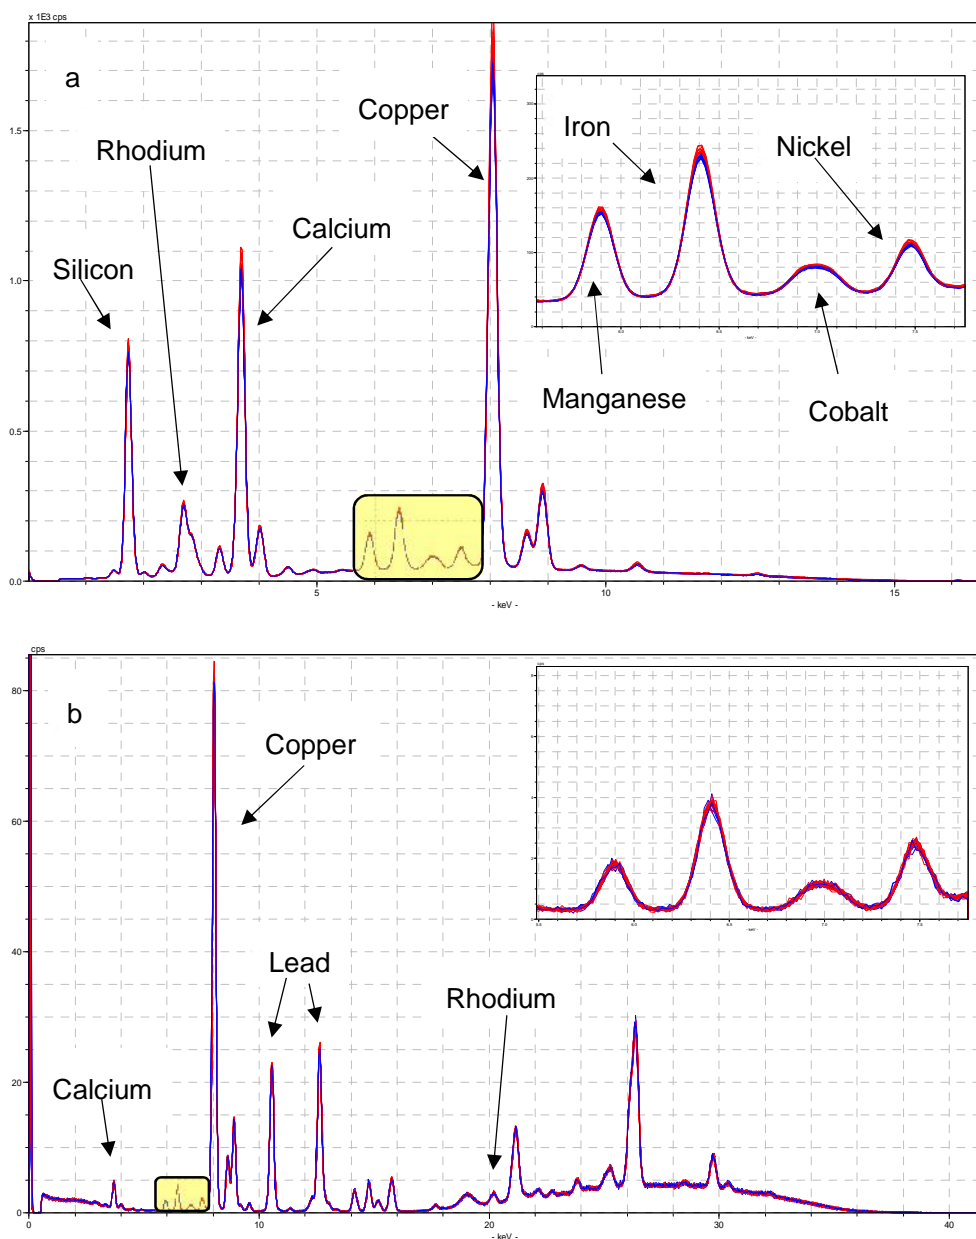 x 1E3 cps
a
Copper
Rhodium
Calcium
Silicon
Iron
Nickel
Manganese
Cobalt
1.5
1.0
0.5
0.0
5
10
15
- keV -
cps
b
Copper
Lead
Rhodium
Calcium
80
60
40
20
0
0
10
20
30
40
- keV -